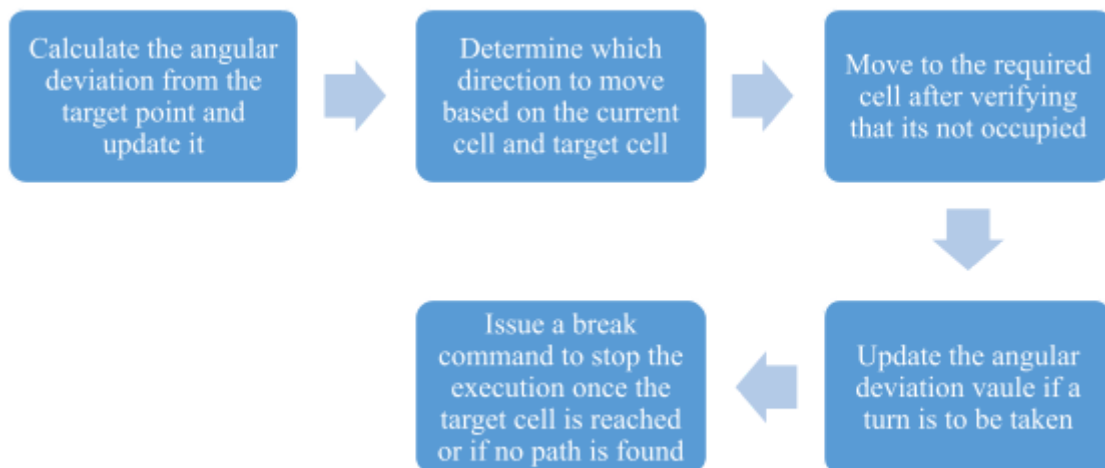 Calculate the angular
deviation from the
target point and
update it
Determine which
direction to move
based on the current
cell and target cell
Move to the required
cell after verifying
that its not occupied
Update the angular
deviation vaule if a
turn is to be taken
Issue a break
command to stop the
execution once the
target cell is reached
or if no path is found